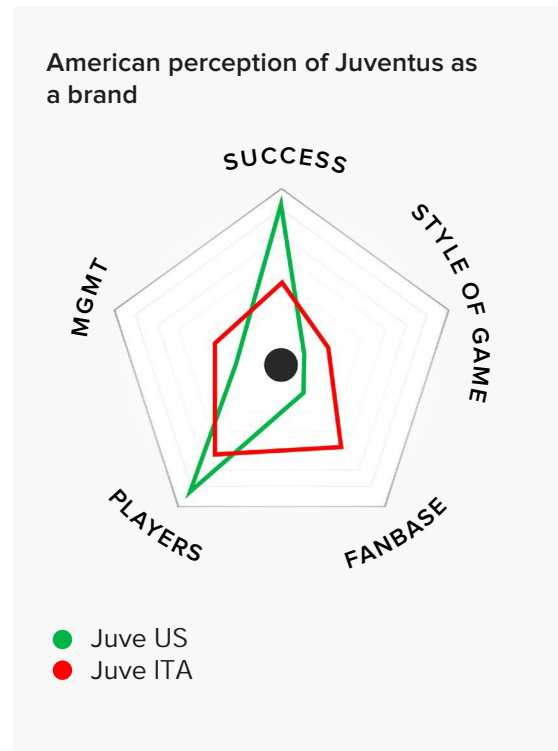 American perception of Juventus as
a brand
SUCCESS
STYLE OF GAME
MGMT
PLAYERS
FANBASE
Juve US
Juve ITA